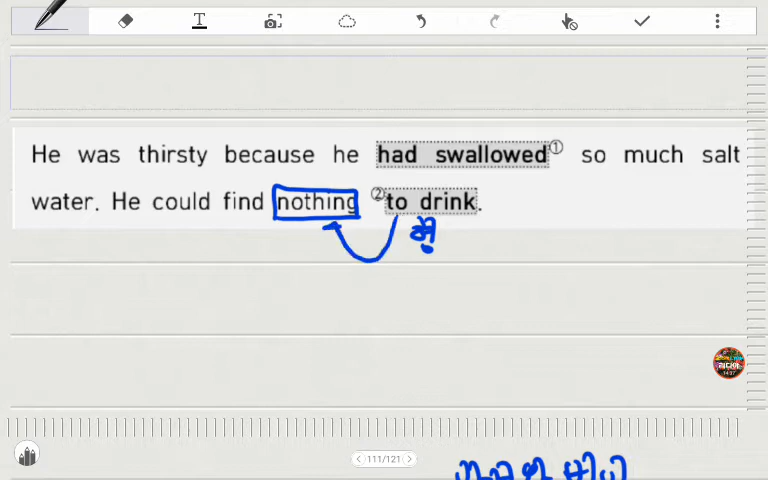 He was thirsty because he had swallowed① so much salt
water. He could find nothing ②to drink.
111/121